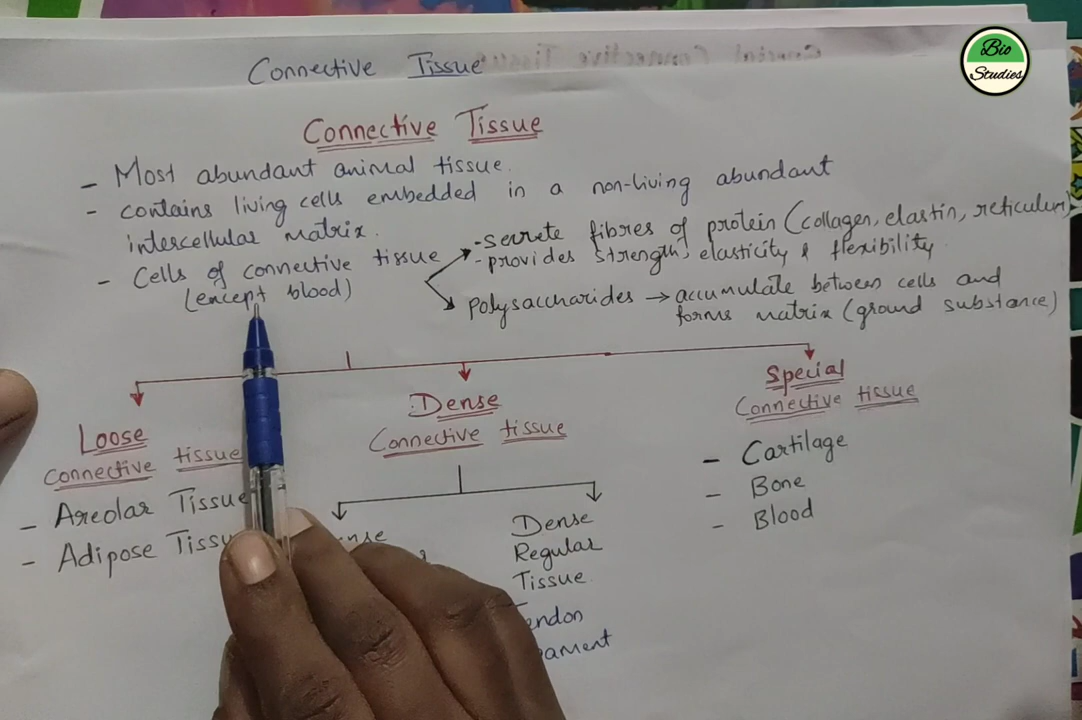 Connective Tissue
Bio
Studies
Connective Tissue
- Most abundant animal tissue.
- contains living cells embedded in a non-living abundant
intercellular matrix.
- Cells of connective tissue
(except blood)
- secrete fibres of protein (collagen, elastin, reticulum)
- provides strength, elasticity & flexibility
polysaccharides → accumulate between cells and
forms matrix (ground substance)
Loose
connective tissue
- Areolar Tissue
- Adipose
Dense
Connective tissue
Dense
Regular
Tissue
Special
Connective tissue
- Cartilage
- Bone
- Blood